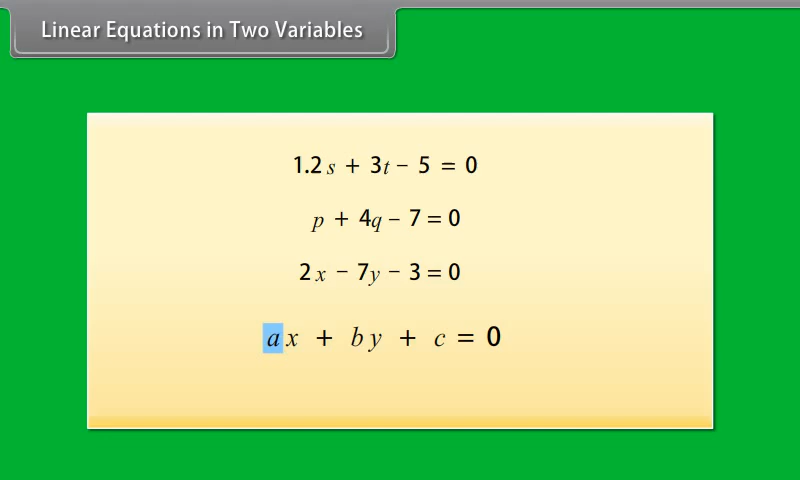 Linear Equations in Two Variables
1.2 s + 3t − 5 = 0
p + 4q − 7 = 0
2x − 7y − 3 = 0
ax + by + c = 0